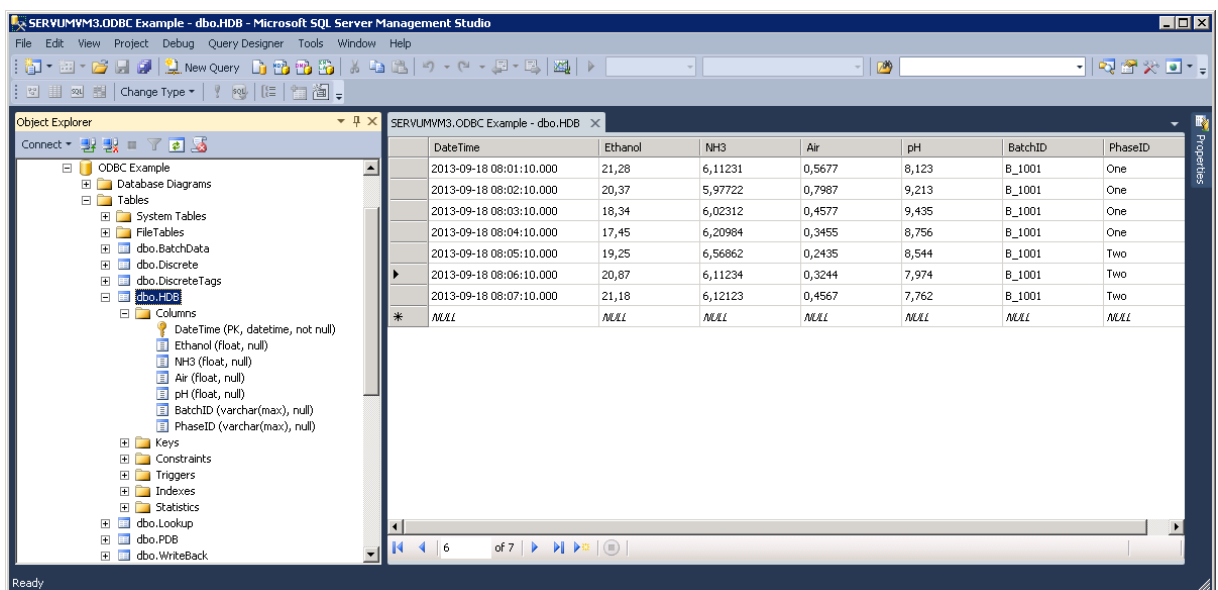 SERVUMVM3.ODBC Example - dbo.HDB - Microsoft SQL Server Management Studio
File Edit View Project Debug Query Designer Tools Window Help
New Query
Change Type
Object Explorer
Connect
ODBC Example
Database Diagrams
Tables
System Tables
FileTables
dbo.BatchData
dbo.Discrete
dbo.DiscreteTags
dbo.HDB
Columns
DateTime (PK, datetime, not null)
Ethanol (float, null)
NH3 (float, null)
Air (float, null)
pH (float, null)
BatchID (varchar(max), null)
PhaseID (varchar(max), null)
Keys
Constraints
Triggers
Indexes
Statistics
dbo.Lookup
dbo.PDB
dbo.WriteBack
SERVUMVM3.ODBC Example - dbo.HDB
DateTime Ethanol NH3 Air pH BatchID PhaseID
2013-09-18 08:01:10.000 21,28 6,11231 0,5677 8,123 B_1001 One
2013-09-18 08:02:10.000 20,37 5,97722 0,7987 9,213 B_1001 One
2013-09-18 08:03:10.000 18,34 6,02312 0,4577 9,435 B_1001 One
2013-09-18 08:04:10.000 17,45 6,20984 0,3455 8,756 B_1001 One
2013-09-18 08:05:10.000 19,25 6,56862 0,2435 8,544 B_1001 Two
2013-09-18 08:06:10.000 20,87 6,11234 0,3244 7,974 B_1001 Two
2013-09-18 08:07:10.000 21,18 6,12123 0,4567 7,762 B_1001 Two
NULL NULL NULL NULL NULL NULL NULL
6 of 7
Properties
Ready